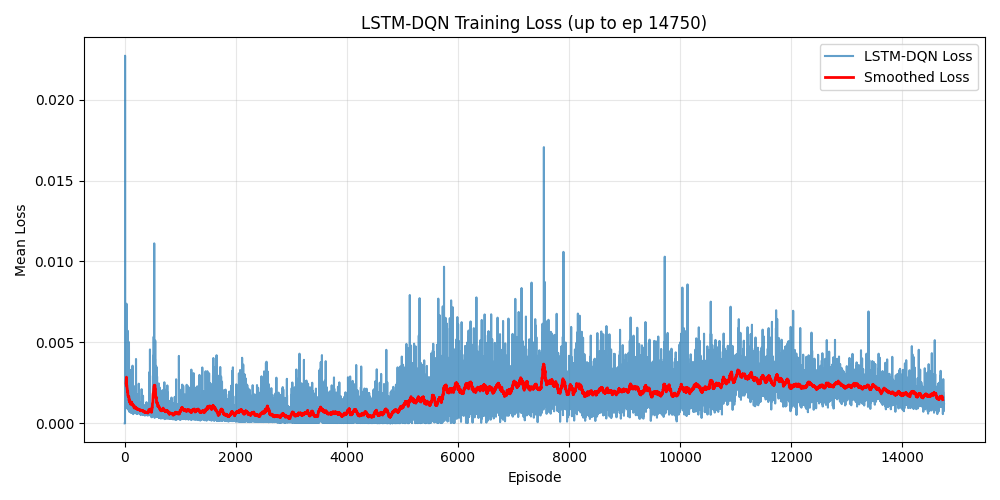 LSTM-DQN Training Loss (up to ep 14750)
LSTM-DQN Loss
Smoothed Loss
Mean Loss
0.020
0.015
0.010
0.005
0.000
0 2000 4000 6000 8000 10000 12000 14000
Episode